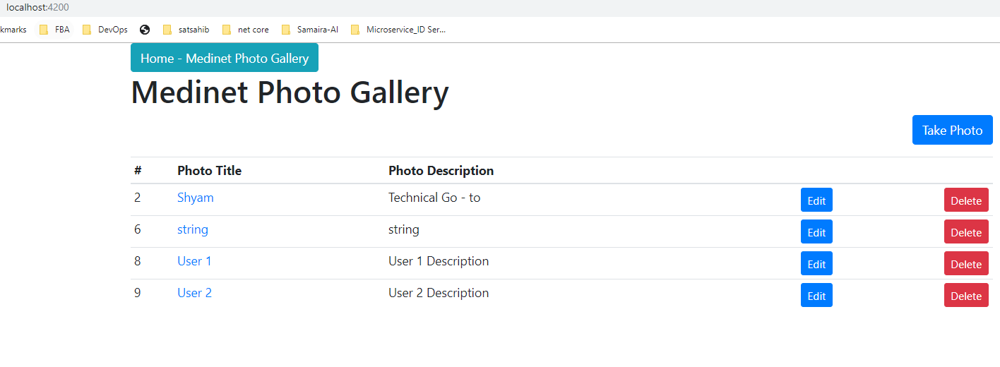 localhost:4200
kmarks FBA DevOps satsahib net core Samaira-AI Microservice_ID Ser...
Home - Medinet Photo Gallery
Medinet Photo Gallery
Take Photo
# Photo Title Photo Description
2 Shyam Technical Go - to Edit Delete
6 string string Edit Delete
8 User 1 User 1 Description Edit Delete
9 User 2 User 2 Description Edit Delete